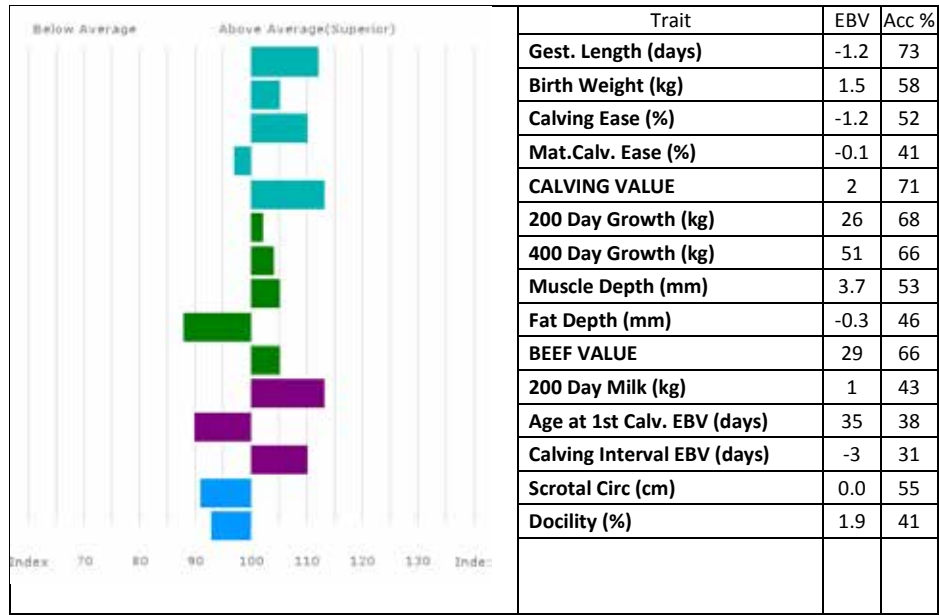 Below Average Above Average(Superior)
Trait EBV Acc %
Gest. Length (days) -1.2 73
Birth Weight (kg) 1.5 58
Calving Ease (%) -1.2 52
Mat.Calv. Ease (%) -0.1 41
CALVING VALUE 2 71
200 Day Growth (kg) 26 68
400 Day Growth (kg) 51 66
Muscle Depth (mm) 3.7 53
Fat Depth (mm) -0.3 46
BEEF VALUE 29 66
200 Day Milk (kg) 1 43
Age at 1st Calv. EBV (days) 35 38
Calving Interval EBV (days) -3 31
Scrotal Circ (cm) 0.0 55
Docility (%) 1.9 41
Index 70 80 90 100 110 120 130 Inde